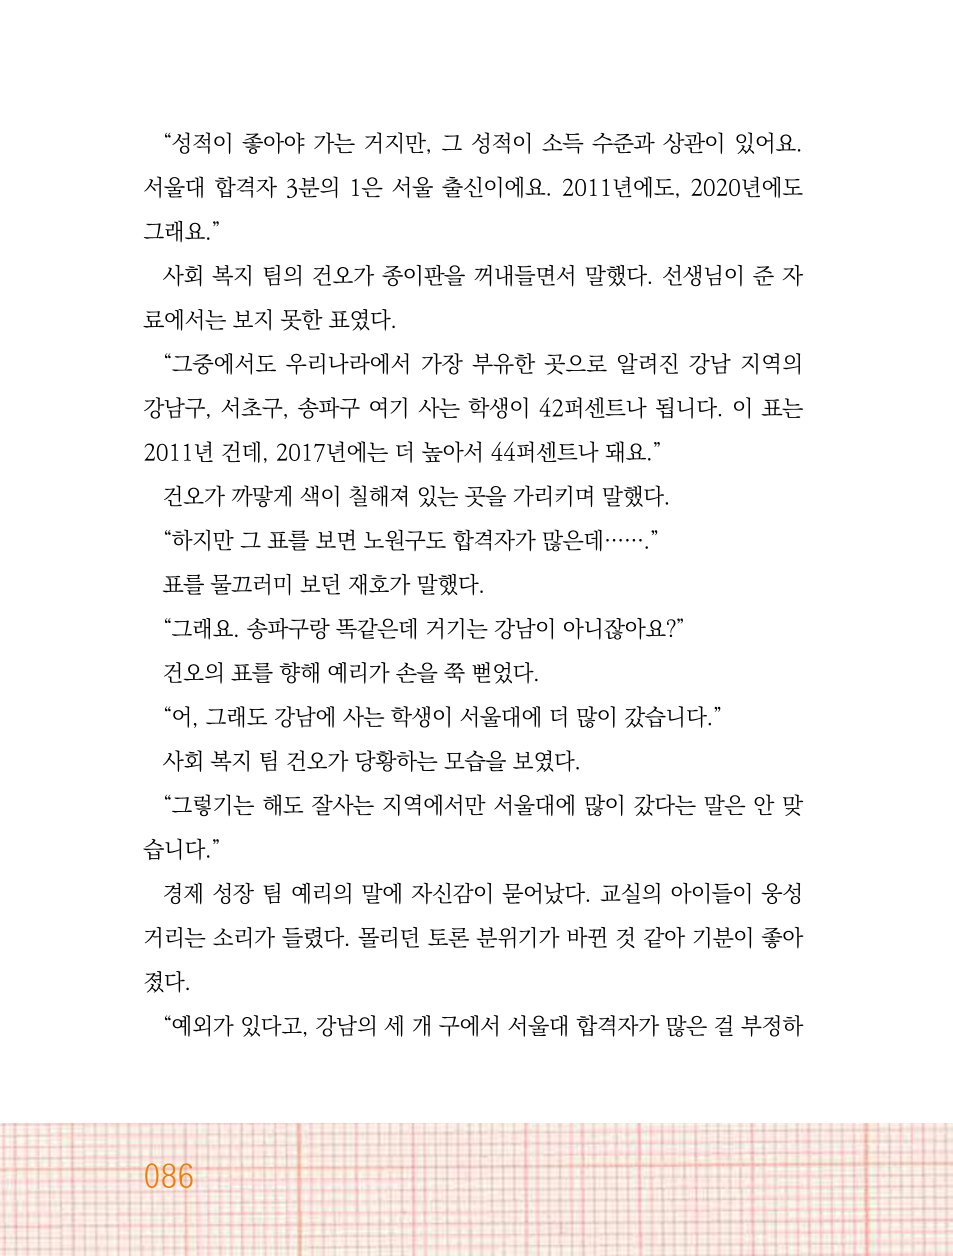 “성적이 좋아야 가는 거지만, 그 성적이 소득 수준과 상관이 있어요.
서울대 합격자 3분의 1은 서울 출신이에요. 2011년에도, 2020년에도
그래요.”
사회 복지 팀의 건오가 종이판을 꺼내들면서 말했다. 선생님이 준 자
료에서는 보지 못한 표였다.
“그중에서도 우리나라에서 가장 부유한 곳으로 알려진 강남 지역의
강남구, 서초구, 송파구 여기 사는 학생이 42퍼센트나 됩니다. 이 표는
2011년 건데, 2017년에는 더 높아서 44퍼센트나 돼요.”
건오가 까맣게 색이 칠해져 있는 곳을 가리키며 말했다.
“하지만 그 표를 보면 노원구도 합격자가 많은데…….”
표를 물끄러미 보던 재호가 말했다.
“그래요. 송파구랑 똑같은데 거기는 강남이 아니잖아요?”
건오의 표를 향해 예리가 손을 쭉 뻗었다.
“어, 그래도 강남에 사는 학생이 서울대에 더 많이 갔습니다.”
사회 복지 팀 건오가 당황하는 모습을 보였다.
“그렇기는 해도 잘사는 지역에서만 서울대에 많이 갔다는 말은 안 맞
습니다.”
경제 성장 팀 예리의 말에 자신감이 묻어났다. 교실의 아이들이 웅성
거리는 소리가 들렸다. 몰리던 토론 분위기가 바뀐 것 같아 기분이 좋아
졌다.
“예외가 있다고, 강남의 세 개 구에서 서울대 합격자가 많은 걸 부정하
086